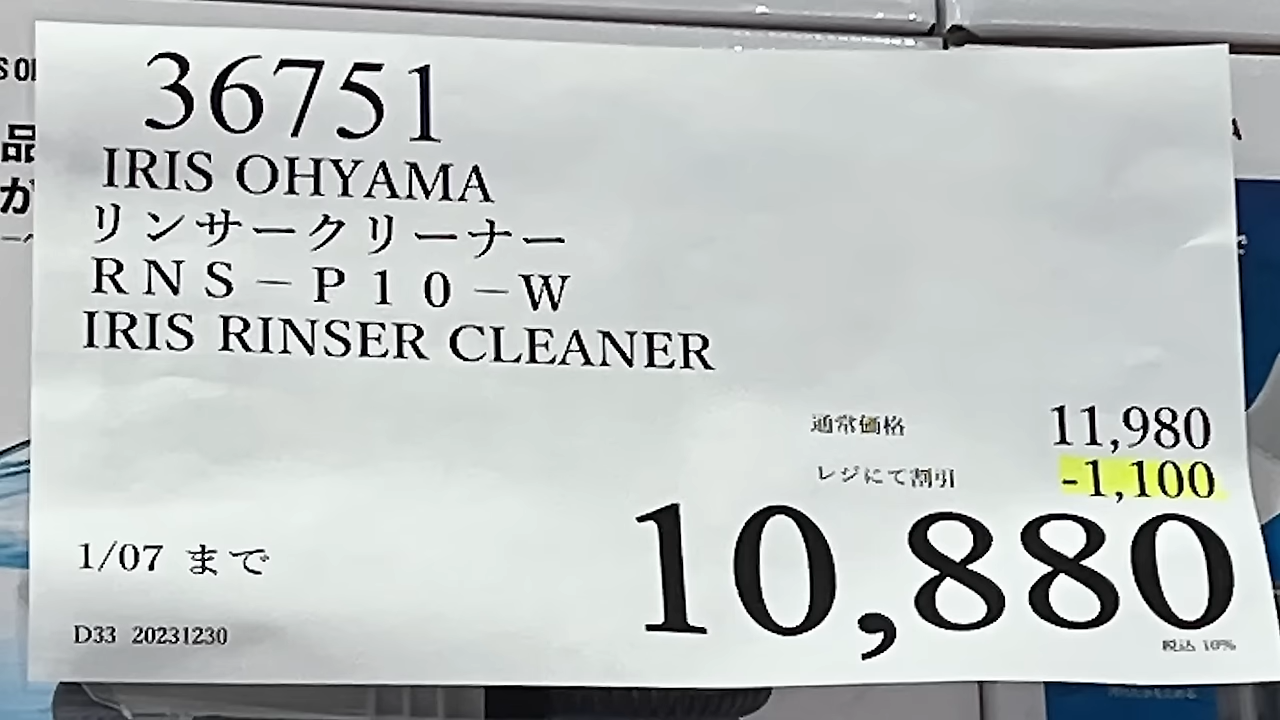 36751
IRIS OHYAMA
リンサークリーナー
RNS－P10－W
IRIS RINSER CLEANER
通常価格 11,980
レジにて割引 -1,100
10,880
税込 10%
1/07 まで
D33 20231230
品
が